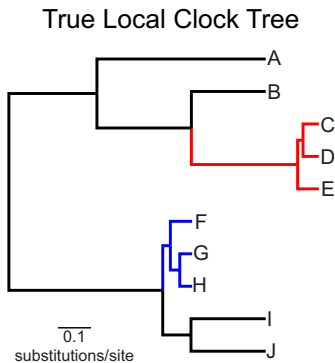 True Local Clock Tree
A
B
C
D
E
F
G
H
I
J
0.1
substitutions/site